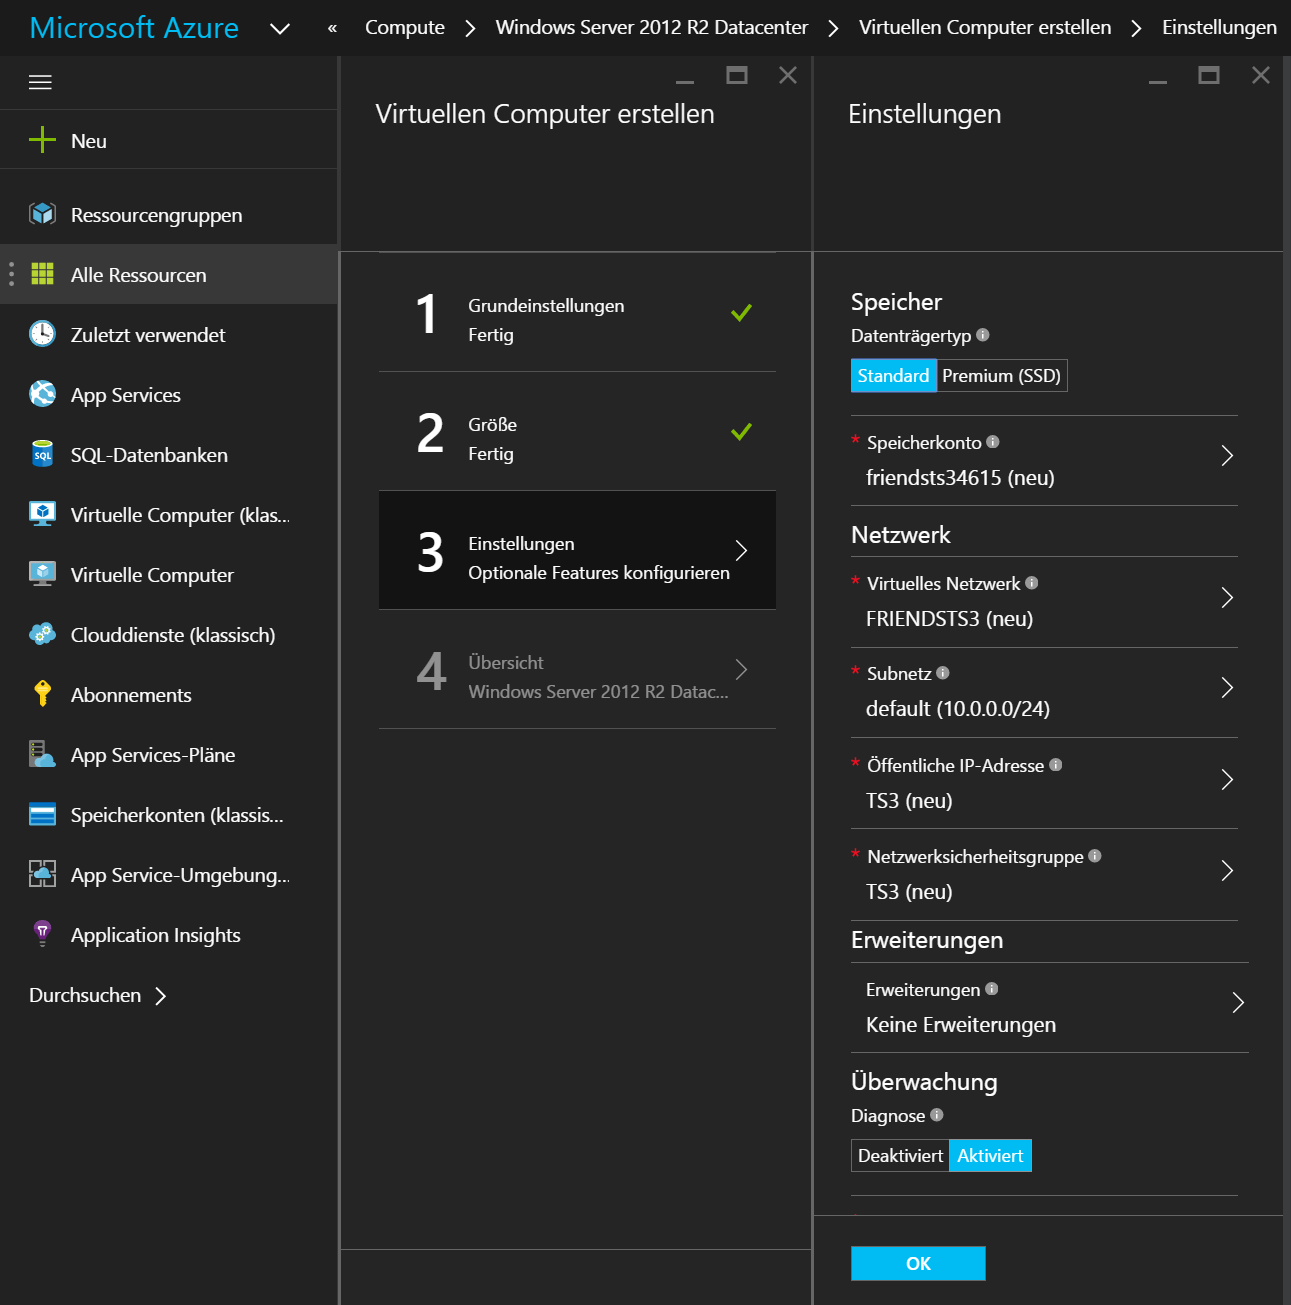 Microsoft Azure
« Compute > Windows Server 2012 R2 Datacenter > Virtuellen Computer erstellen > Einstellungen
Neu
Ressourcengruppen
Alle Ressourcen
Zuletzt verwendet
App Services
SQL-Datenbanken
Virtuelle Computer (klas...
Virtuelle Computer
Clouddienste (klassisch)
Abonnements
App Services-Pläne
Speicherkonten (klassis...
App Service-Umgebung...
Application Insights
Durchsuchen >
Virtuellen Computer erstellen
1
Grundeinstellungen
Fertig
2
Größe
Fertig
3
Einstellungen
Optionale Features konfigurieren
4
Übersicht
Windows Server 2012 R2 Datac...
Einstellungen
Speicher
Datenträgertyp
Standard Premium (SSD)
* Speicherkonto
friendsts34615 (neu)
Netzwerk
* Virtuelles Netzwerk
FRIENDSTS3 (neu)
* Subnetz
default (10.0.0.0/24)
* Öffentliche IP-Adresse
TS3 (neu)
* Netzwerksicherheitsgruppe
TS3 (neu)
Erweiterungen
Erweiterungen
Keine Erweiterungen
Überwachung
Diagnose
Deaktiviert Aktiviert
OK